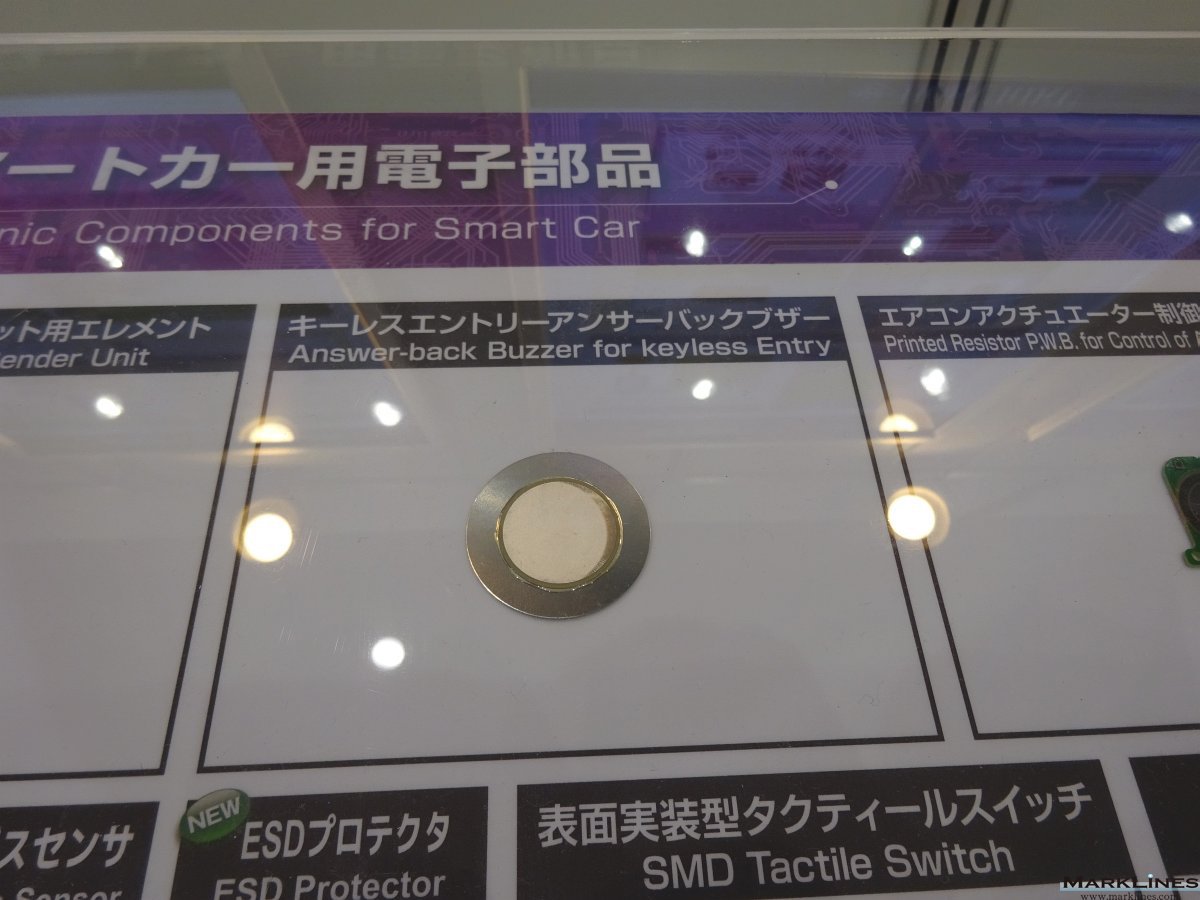 ートカー用電子部品
nic Components for Smart Car
ット用エレメント
ender Unit
キーレスエントリーアンサーバックブザー
Answer-back Buzzer for keyless Entry
エアコンアクチュエーター制御
Printed Resistor P.W.B. for Control of
スセンサ
Sensor
NEW
ESDプロテクタ
ESD Protector
表面実装型タクティールスイッチ
SMD Tactile Switch
MARKLINES
www.marklines.com